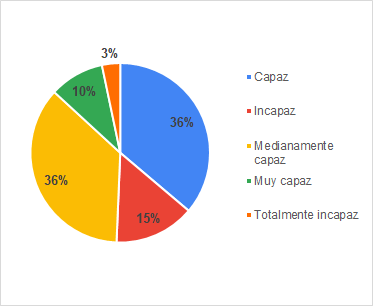 3%
10%
36%
36%
15%
Capaz
Incapaz
Medianamente
capaz
Muy capaz
Totalmente incapaz